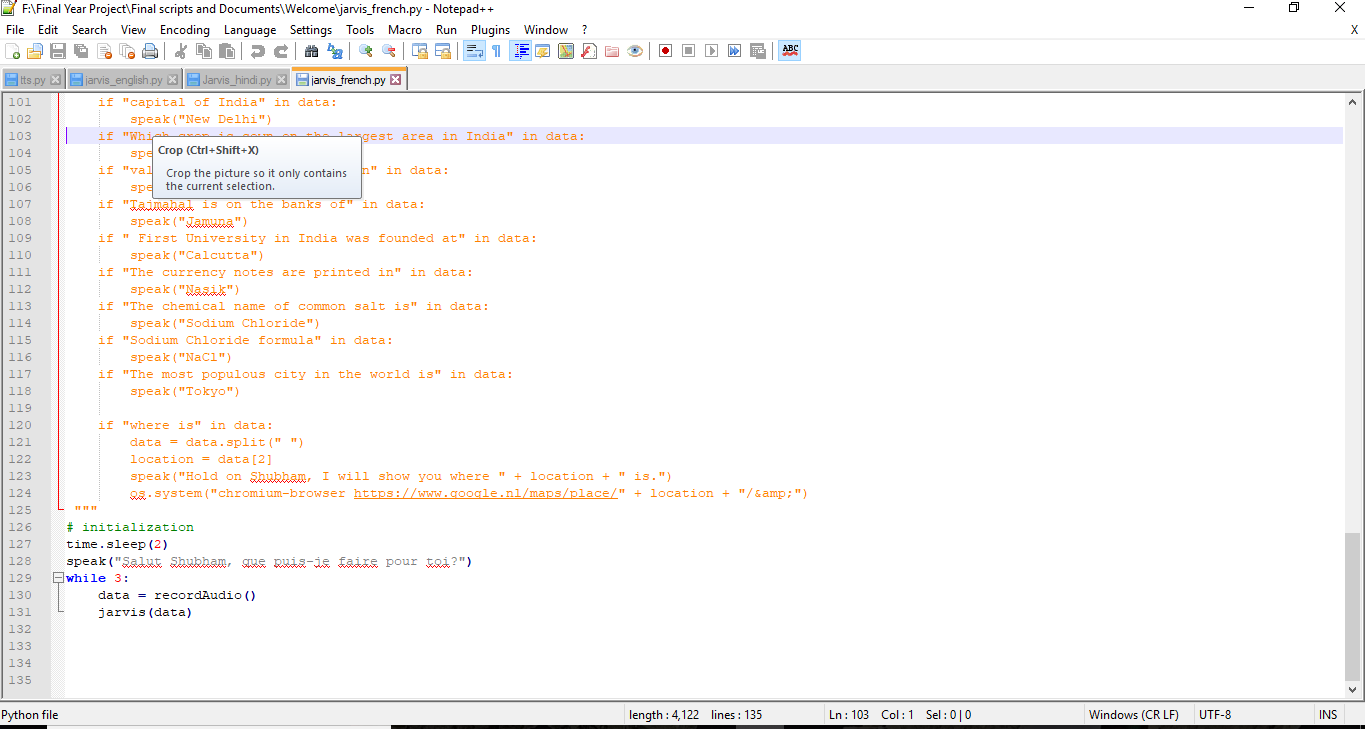 F:\Final Year Project\Final scripts and Documents\Welcome\jarvis_french.py - Notepad++
File Edit Search View Encoding Language Settings Tools Macro Run Plugins Window ? X
ABC
tts.py jarvis_english.py Jarvis_hindi.py jarvis_french.py
101 if "capital of India" in data:
102 speak("New Delhi")
103 if "Which crop is sown on the largest area in India" in data:
Crop (Ctrl+Shift+X)
104 spe
Crop the picture so it only contains
105 if "val n" in data:
the current selection.
106 spe
107 if "Tajmahal is on the banks of" in data:
108 speak("Jamuna")
109 if " First University in India was founded at" in data:
110 speak("Calcutta")
111 if "The currency notes are printed in" in data:
112 speak("Nasik")
113 if "The chemical name of common salt is" in data:
114 speak("Sodium Chloride")
115 if "Sodium Chloride formula" in data:
116 speak("NaCl")
117 if "The most populous city in the world is" in data:
118 speak("Tokyo")
119
120 if "where is" in data:
121 data = data.split(" ")
122 location = data[2]
123 speak("Hold on Shubham, I will show you where " + location + " is.")
124 os.system("chromium-browser https://www.google.nl/maps/place/" + location + "/&amp;")
125 """
126 # initialization
127 time.sleep(2)
128 speak("Salut Shubham, que puis-je faire pour toi?")
129 while 3:
130 data = recordAudio()
131 jarvis(data)
132
133
134
135
Python file length : 4,122 lines : 135 Ln : 103 Col : 1 Sel : 0 | 0 Windows (CR LF) UTF-8 INS